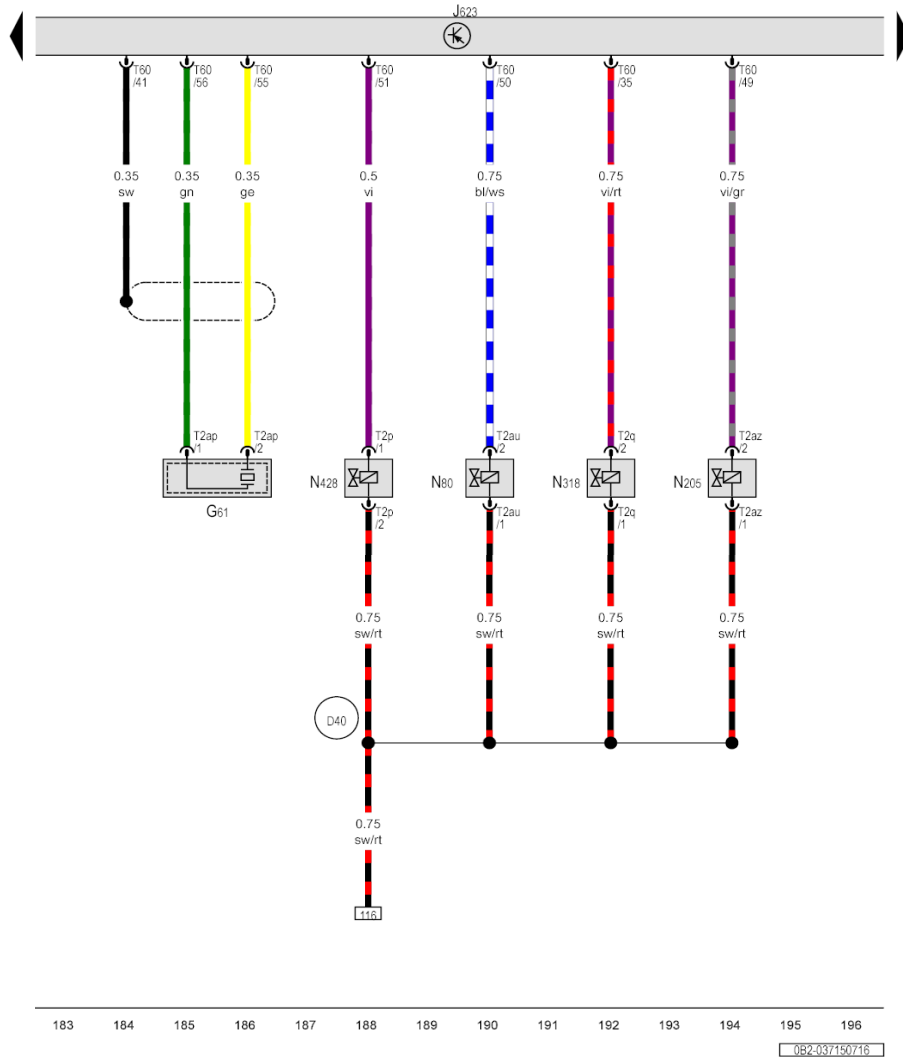 J623
T60 T60 T60 T60 T60 T60 T60
/41 /56 /55 /51 /50 /35 /49
0.35 0.35 0.35 0.5 0.75 0.75 0.75
sw gn ge vi bl/ws vi/rt vi/gr
T2ap T2ap T2p T2au T2q T2az
/1 /2 /1 /2 /2 /2
N428 N80 N318 N205
G61
T2p T2au T2q T2az
/2 /1 /1 /1
0.75 0.75 0.75 0.75
sw/rt sw/rt sw/rt sw/rt
D40
0.75
sw/rt
116
183 184 185 186 187 188 189 190 191 192 193 194 195 196
0B2-037150716